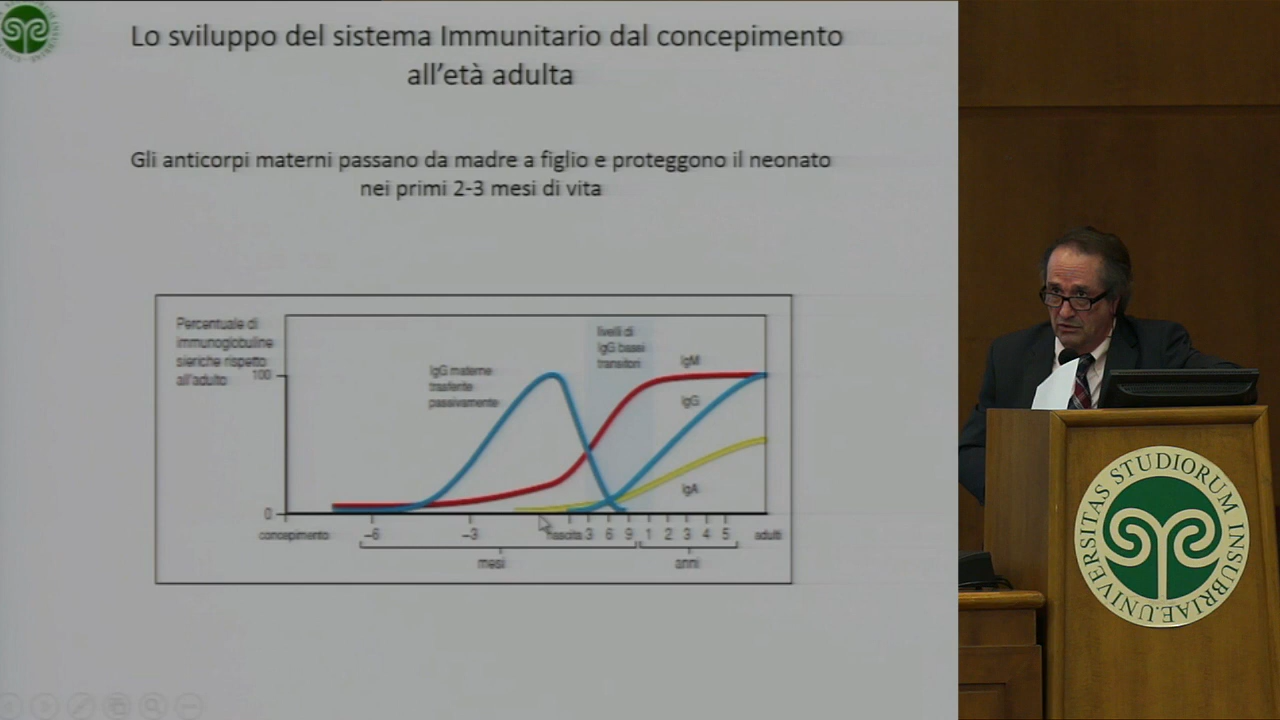 Lo sviluppo del sistema Immunitario dal concepimento
all'età adulta
Gli anticorpi materni passano da madre a figlio e proteggono il neonato
nei primi 2-3 mesi di vita
Percentuale di
immunoglobuline
sieriche rispetto
all'adulto
100
0
IgG materne
trasferite
passivamente
livelli di
IgG bassi
transitori
IgM
IgG
IgA
concepimento -6 -3 nascita 3 6 9 1 2 3 4 5 adulti
mesi anni
UNIVERSITAS STUDIORUM INSUBRIAE